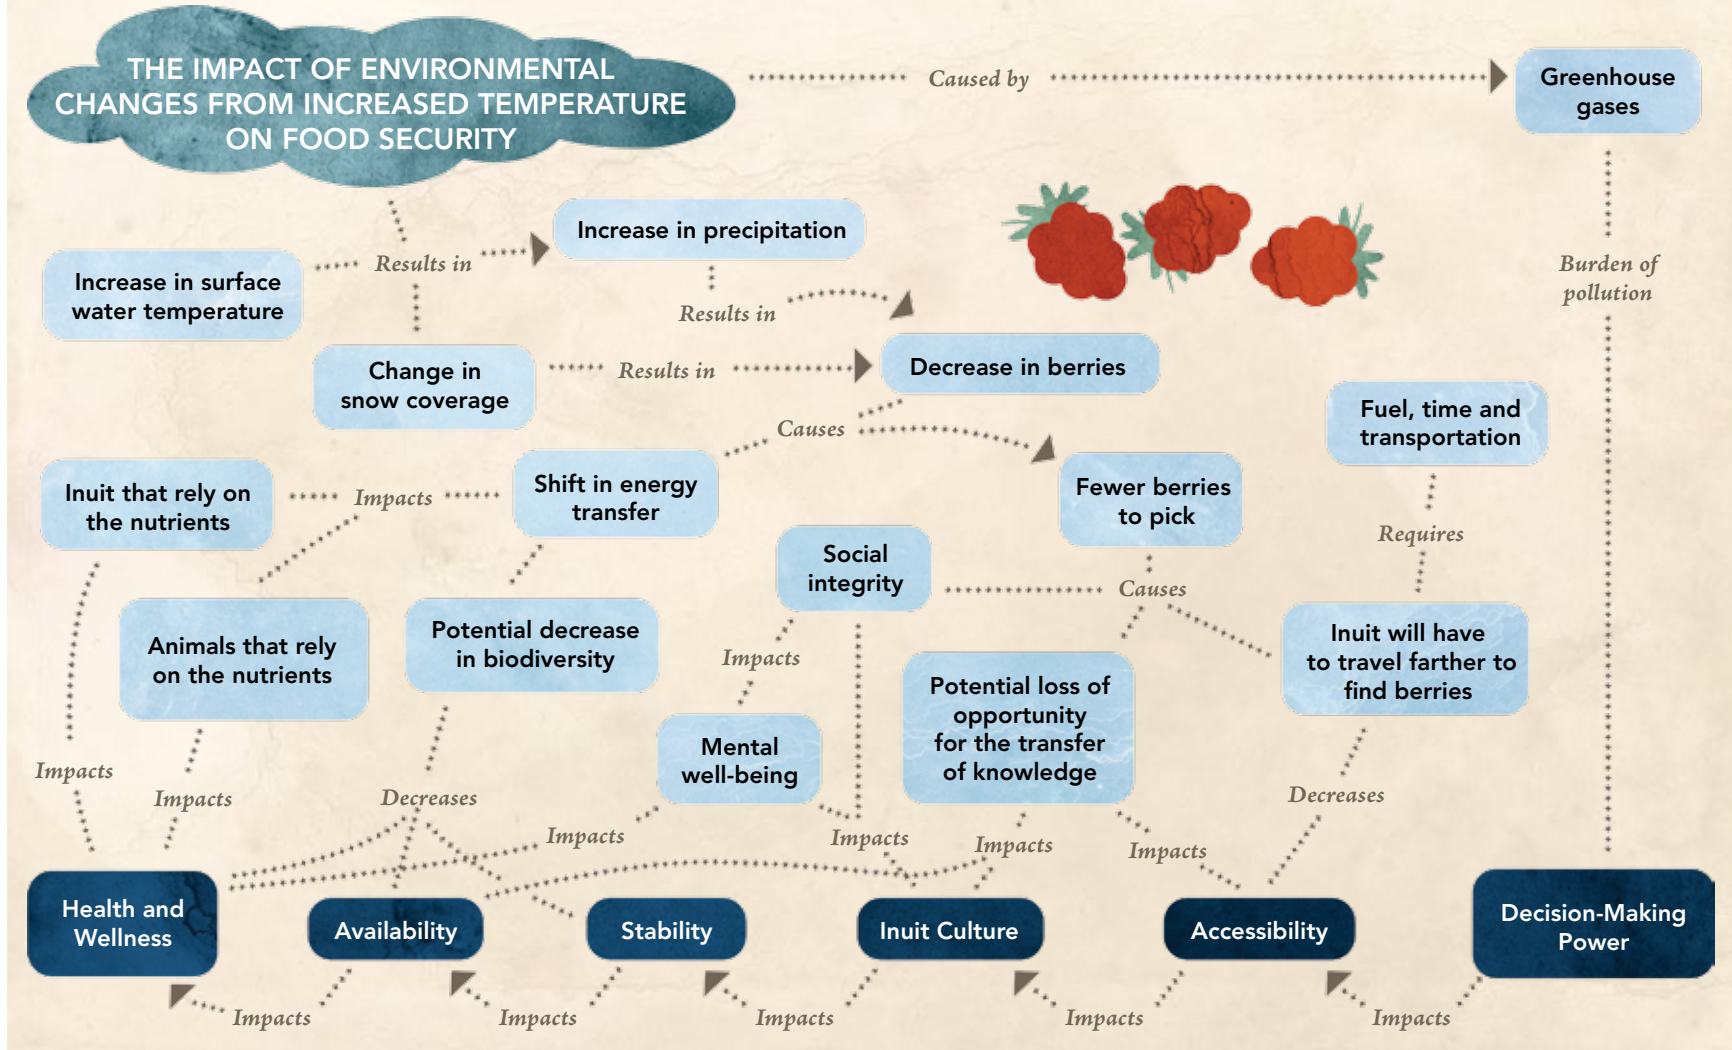 THE IMPACT OF ENVIRONMENTAL
CHANGES FROM INCREASED TEMPERATURE
ON FOOD SECURITY
Caused by
Greenhouse
gases
Increase in precipitation
Results in
Increase in surface
water temperature
Burden of
pollution
Results in
Change in
snow coverage
Results in
Decrease in berries
Causes
Fuel, time and
transportation
Inuit that rely on
the nutrients
Impacts
Shift in energy
transfer
Fewer berries
to pick
Requires
Social
integrity
Causes
Animals that rely
on the nutrients
Potential decrease
in biodiversity
Impacts
Inuit will have
to travel farther to
find berries
Potential loss of
opportunity
for the transfer
of knowledge
Mental
well-being
Impacts
Impacts
Decreases
Decreases
Impacts
Impacts
Impacts
Impacts
Health and
Wellness
Availability
Stability
Inuit Culture
Accessibility
Decision-Making
Power
Impacts
Impacts
Impacts
Impacts
Impacts